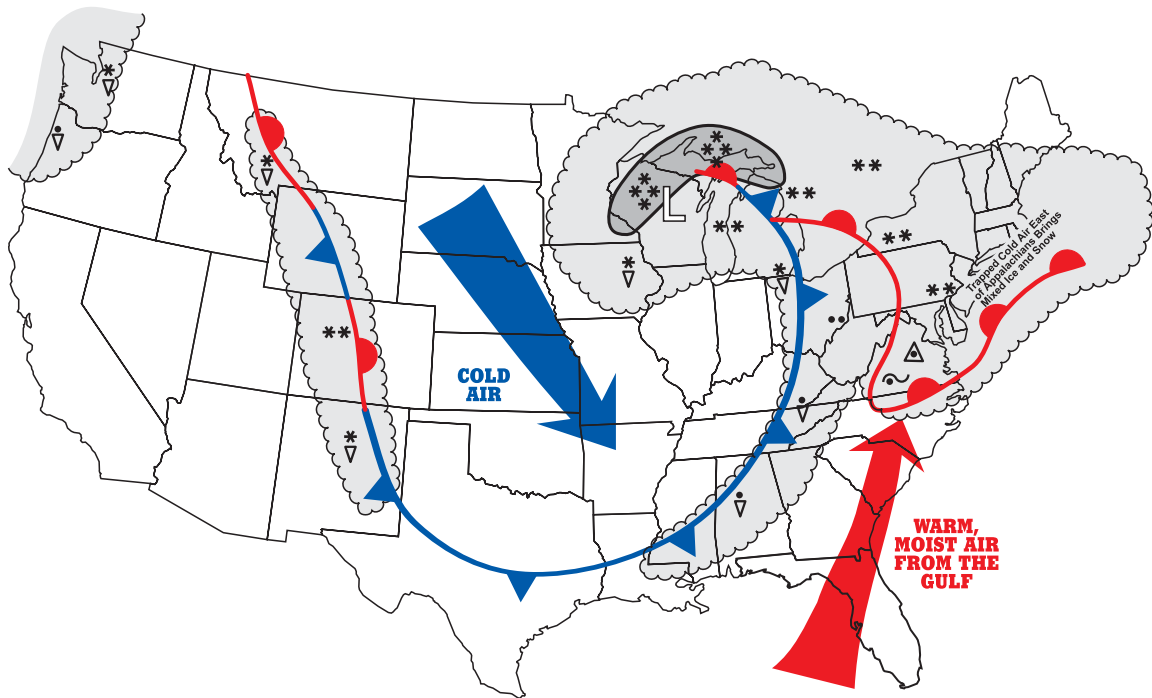 L
Trapped Cold Air East
of Appalachians Brings
Mixed Ice and Snow
COLD
AIR
WARM,
MOIST AIR
FROM THE
GULF